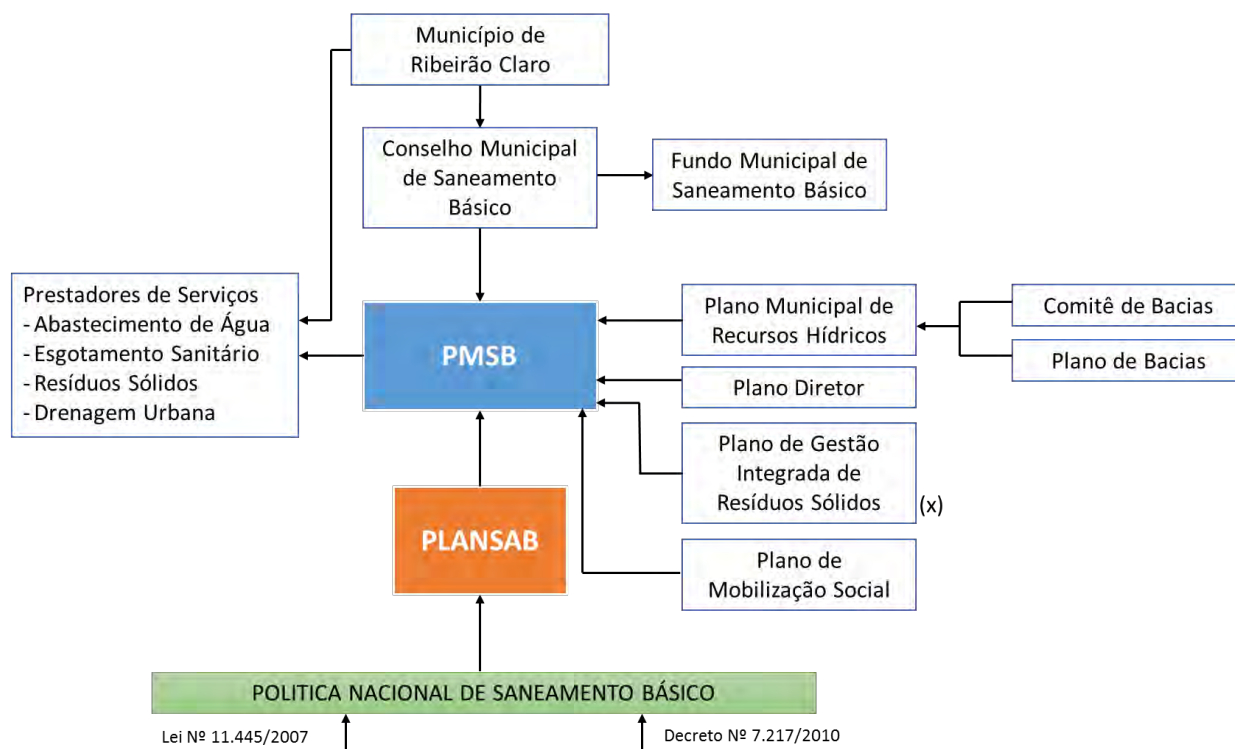 Município de
Ribeirão Claro
Conselho Municipal
de Saneamento
Básico
Fundo Municipal de
Saneamento Básico
Prestadores de Serviços
- Abastecimento de Água
- Esgotamento Sanitário
- Resíduos Sólidos
- Drenagem Urbana
PMSB
Plano Municipal de
Recursos Hídricos
Comitê de Bacias
Plano de Bacias
Plano Diretor
Plano de Gestão
Integrada de
Resíduos Sólidos
(x)
PLANSAB
Plano de
Mobilização Social
POLITICA NACIONAL DE SANEAMENTO BÁSICO
Lei Nº 11.445/2007
Decreto Nº 7.217/2010